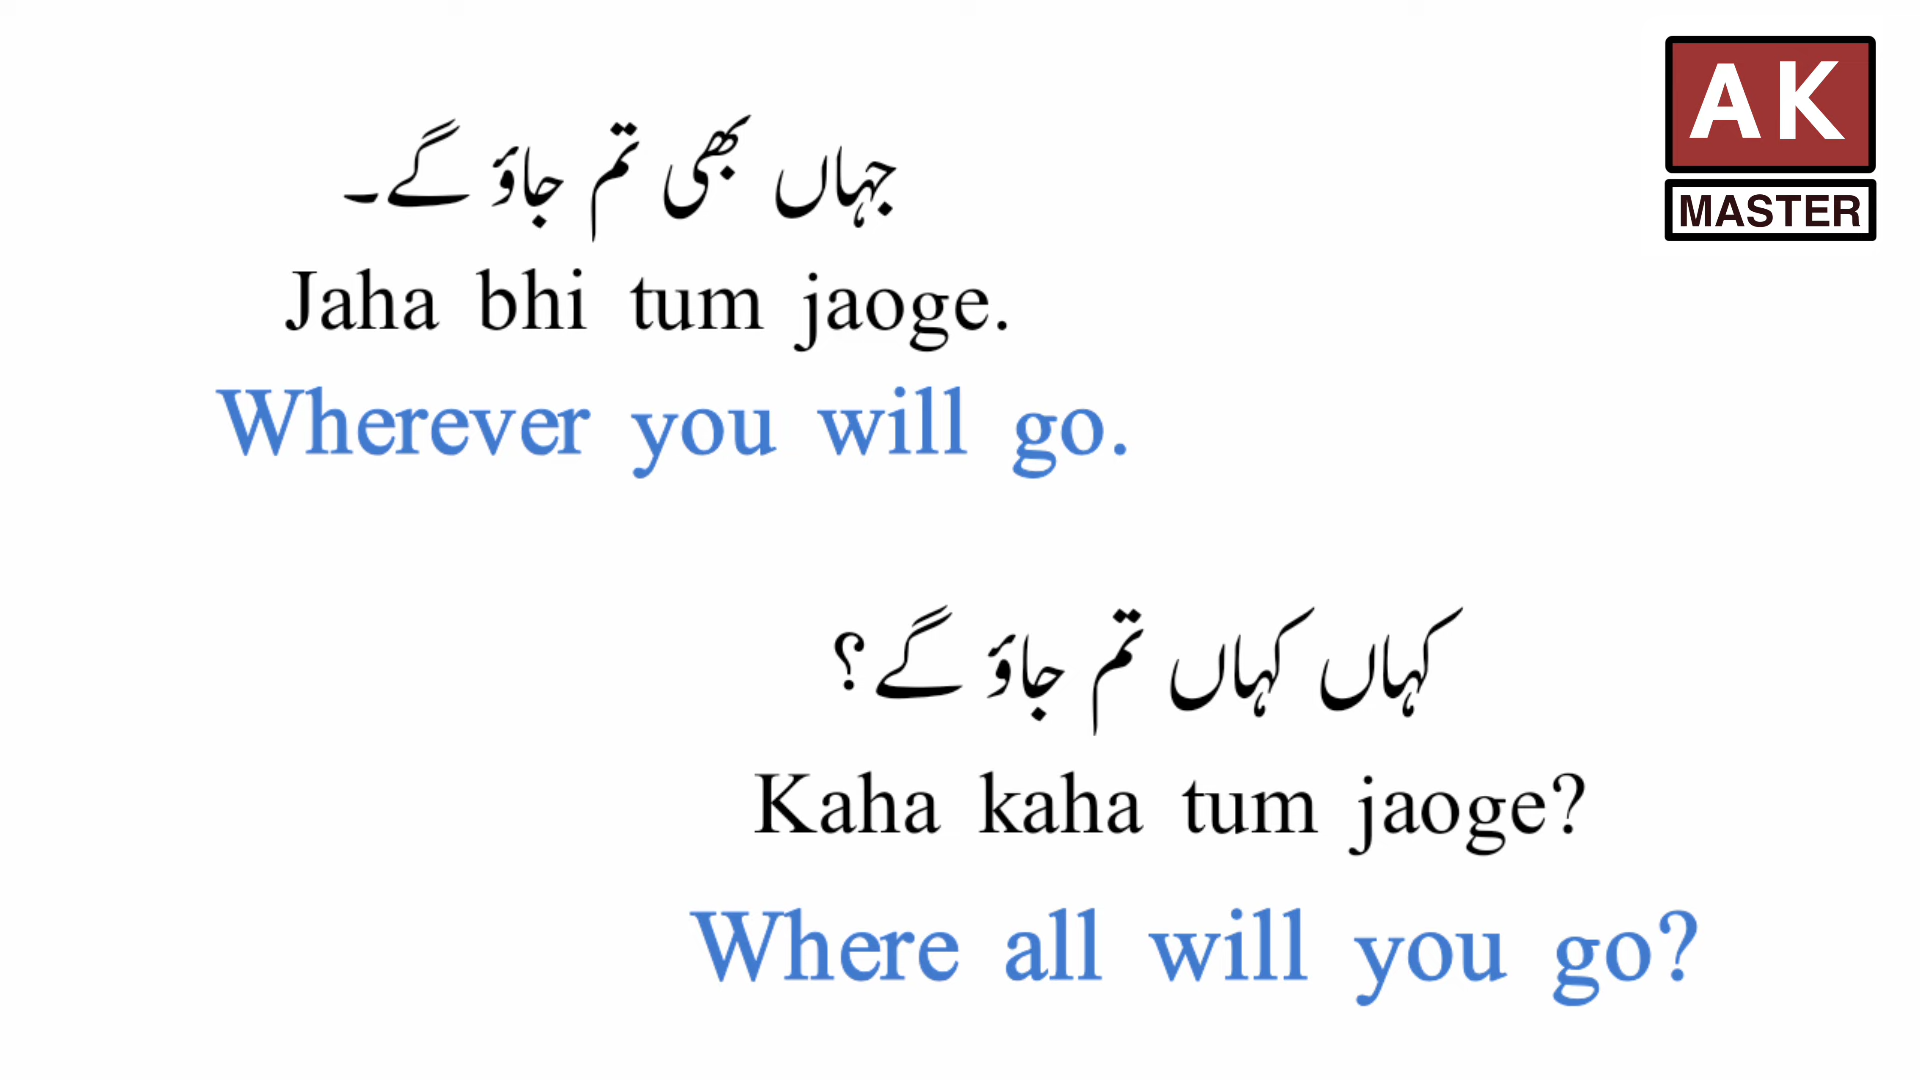 AK
MASTER
جہاں بھی تم جاؤ گے۔
Jaha bhi tum jaoge.
Wherever you will go.
کہاں کہاں تم جاؤ گے؟
Kaha kaha tum jaoge?
Where all will you go?